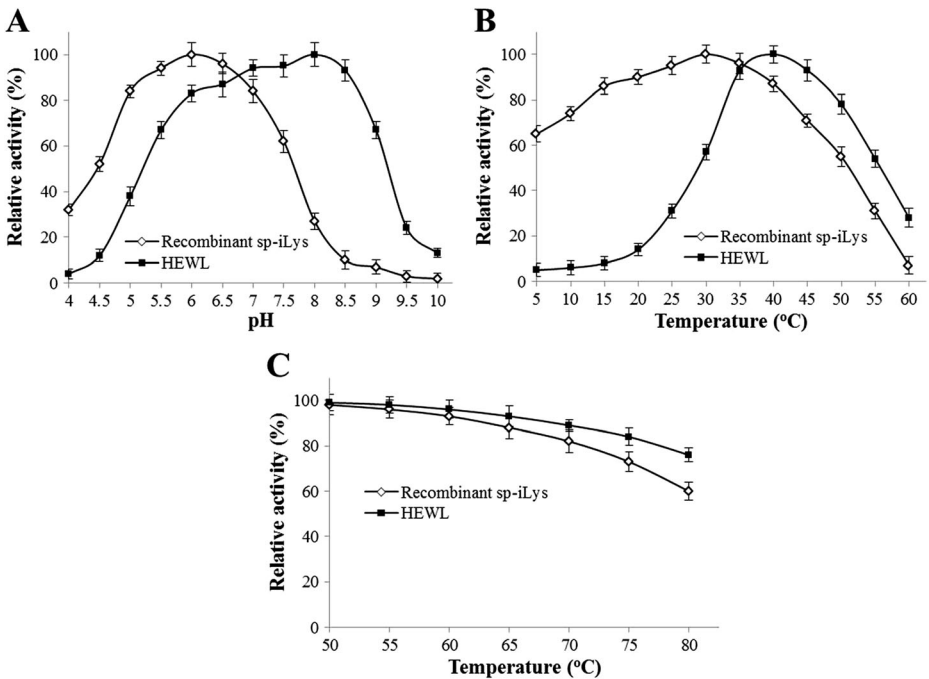 A
Relative activity (%)
100
80
60
40
20
0
Recombinant sp-iLys
HEWL
4 4.5 5 5.5 6 6.5 7 7.5 8 8.5 9 9.5 10
pH
B
Relative activity (%)
100
80
60
40
20
0
Recombinant sp-iLys
HEWL
5 10 15 20 25 30 35 40 45 50 55 60
Temperature (°C)
C
Relative activity (%)
100
80
60
40
20
0
Recombinant sp-iLys
HEWL
50 55 60 65 70 75 80
Temperature (°C)